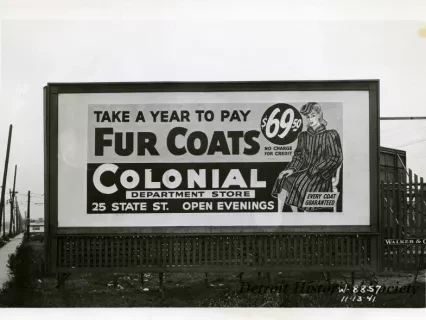 TAKE A YEAR TO PAY
FUR COATS
$69.50
NO CHARGE
FOR CREDIT
COLONIAL
DEPARTMENT STORE
25 STATE ST. OPEN EVENINGS
EVERY COAT
GUARANTEED
WALKER & C
Detroit Historical Society
W-8857
11-13-41